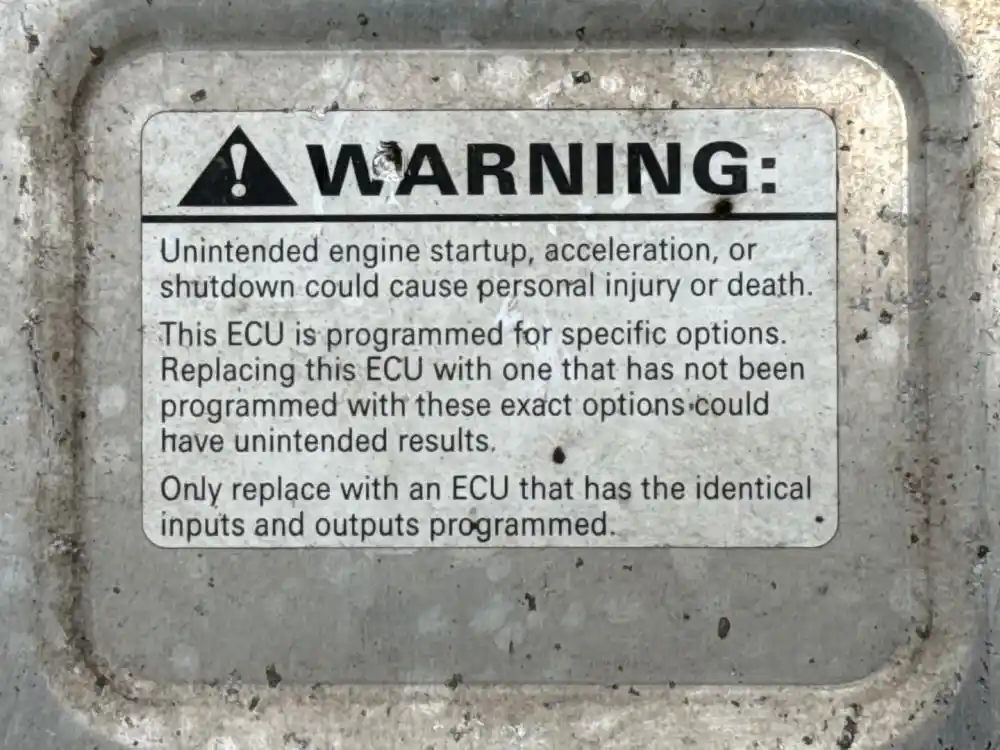 WARNING:
Unintended engine startup, acceleration, or
shutdown could cause personal injury or death.
This ECU is programmed for specific options.
Replacing this ECU with one that has not been
programmed with these exact options could
have unintended results.
Only replace with an ECU that has the identical
inputs and outputs programmed.